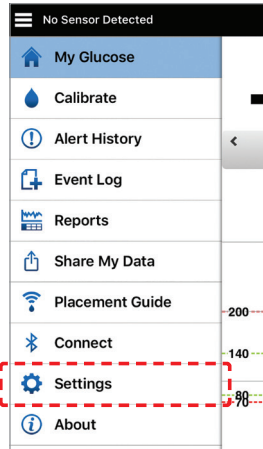 No Sensor Detected
My Glucose
Calibrate
Alert History
Event Log
Reports
Share My Data
Placement Guide
200
Connect
140
Settings
80
70
About